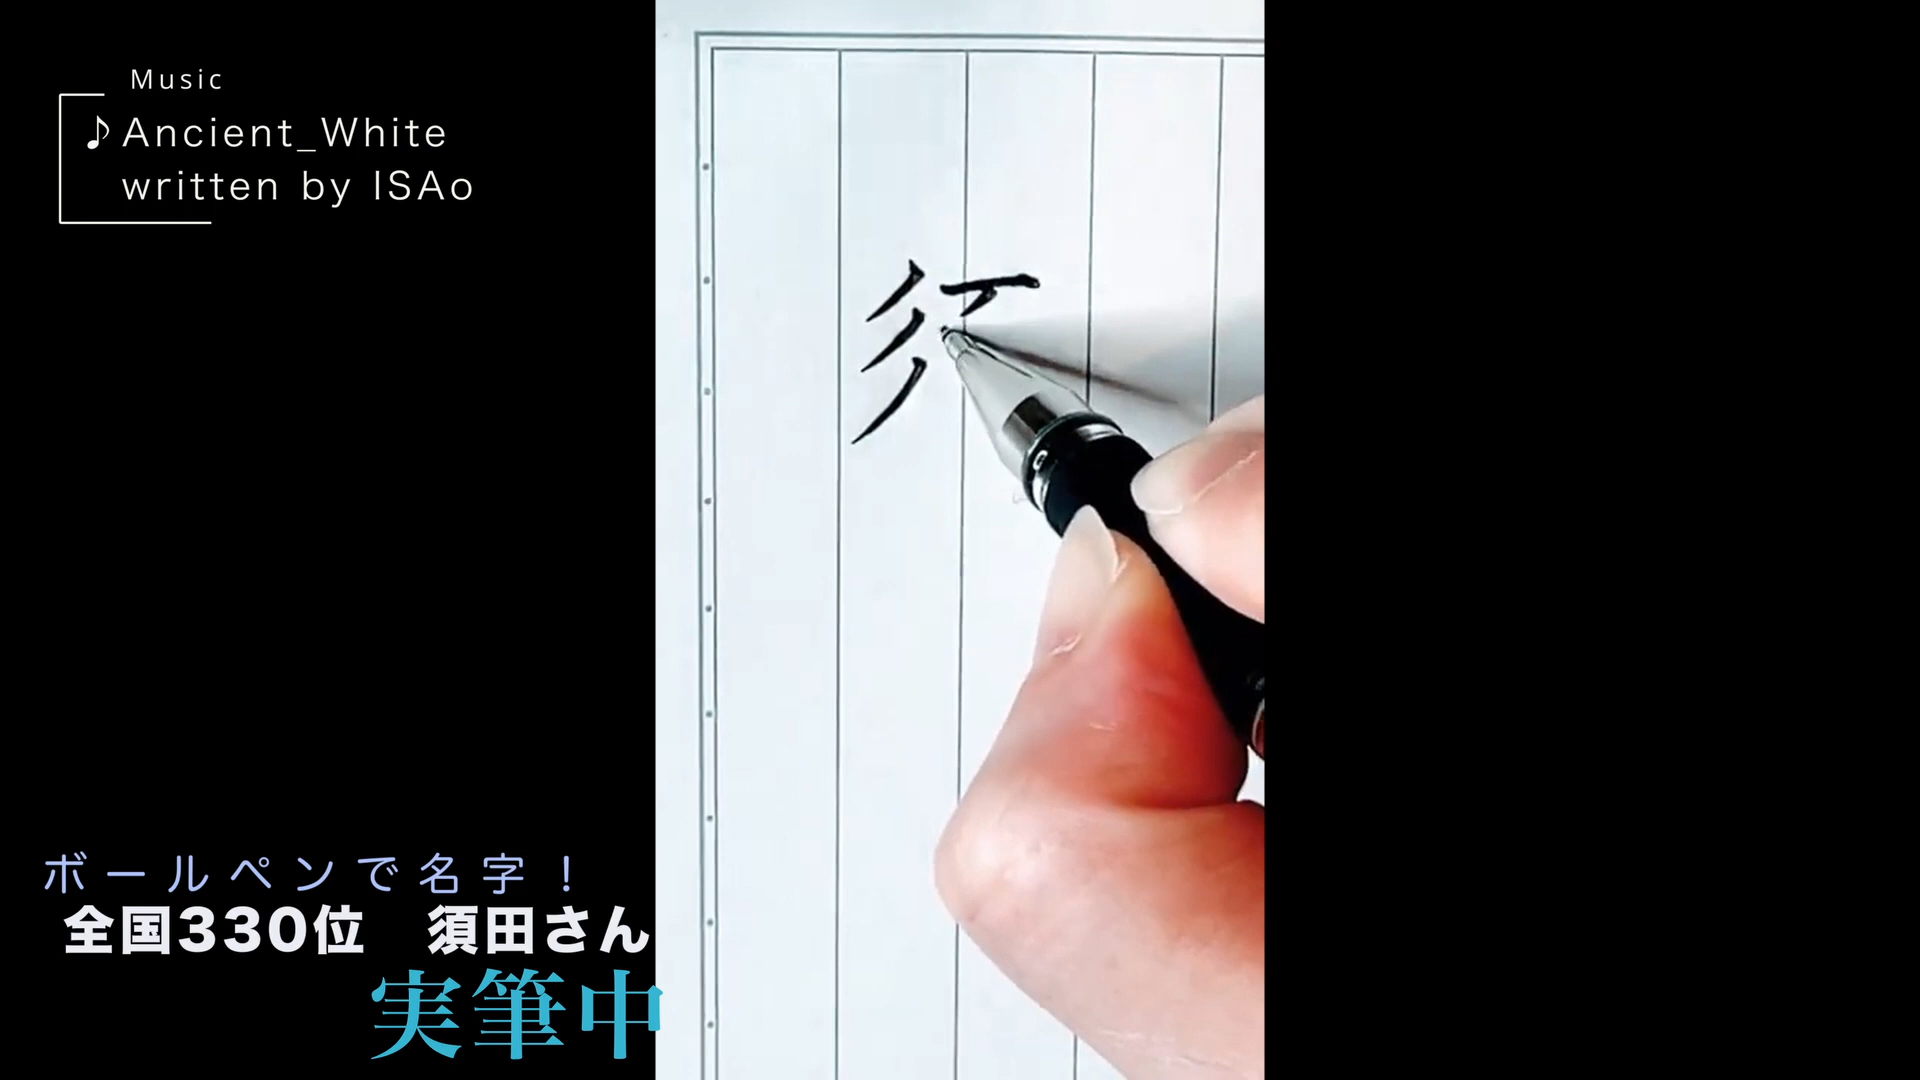 Music
♪Ancient_White
written by ISAo
ボールペンで名字！
全国330位　須田さん
実筆中